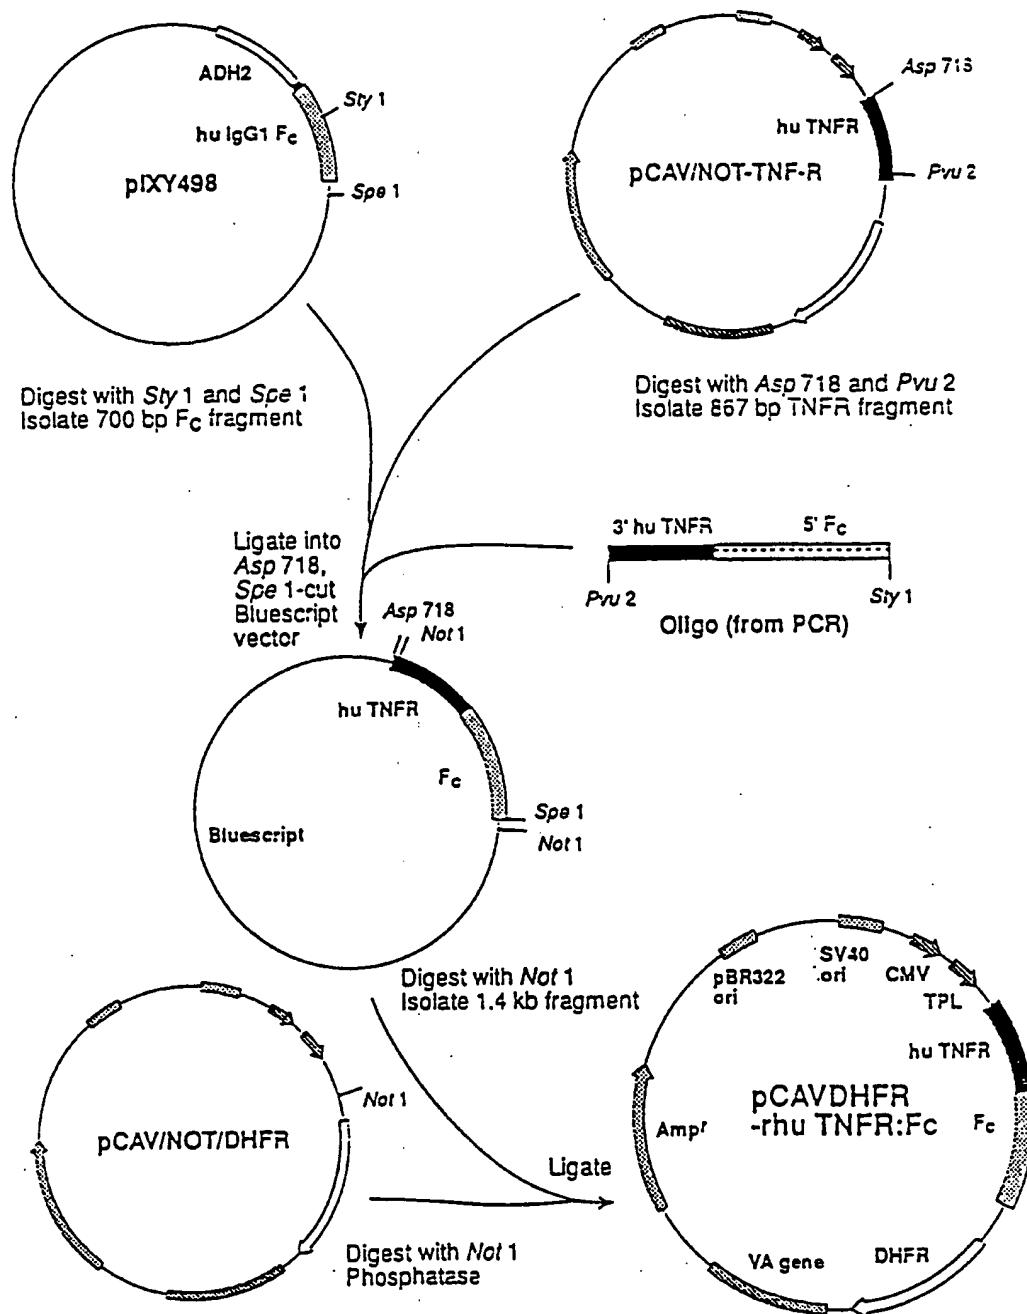 ADH2
Sty 1
hu IgG1 Fc
pIXY498
Spe 1
Asp 718
hu TNFR
pCAV/NOT-TNF-R
Pvu 2
Digest with Sty 1 and Spe 1
Isolate 700 bp Fc fragment
Digest with Asp 718 and Pvu 2
Isolate 867 bp TNFR fragment
3' hu TNFR
5' Fc
Pvu 2
Sty 1
Oligo (from PCR)
Ligate into
Asp 718,
Spe 1-cut
Bluescript
vector
Asp 718
Not 1
hu TNFR
Fc
Spe 1
Not 1
Bluescript
Digest with Not 1
Isolate 1.4 kb fragment
Not 1
pCAV/NOT/DHFR
Digest with Not 1
Phosphatase
Ligate
pBR322
ori
SV40
ori
CMV
TPL
hu TNFR
pCAVDHFR
-rhu TNFR:Fc
Fc
Ampr
VA gene
DHFR